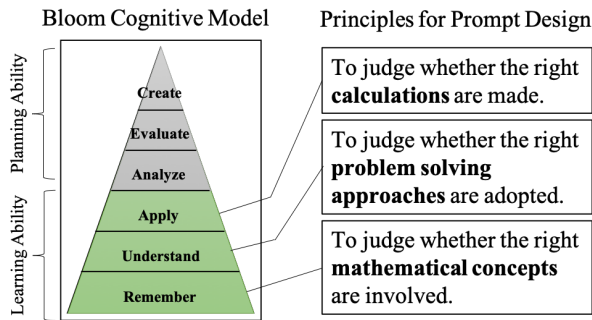 Bloom Cognitive Model
Planning Ability
Learning Ability
Create
Evaluate
Analyze
Apply
Understand
Remember
Principles for Prompt Design
To judge whether the right
calculations are made.
To judge whether the right
problem solving
approaches are adopted.
To judge whether the right
mathematical concepts
are involved.